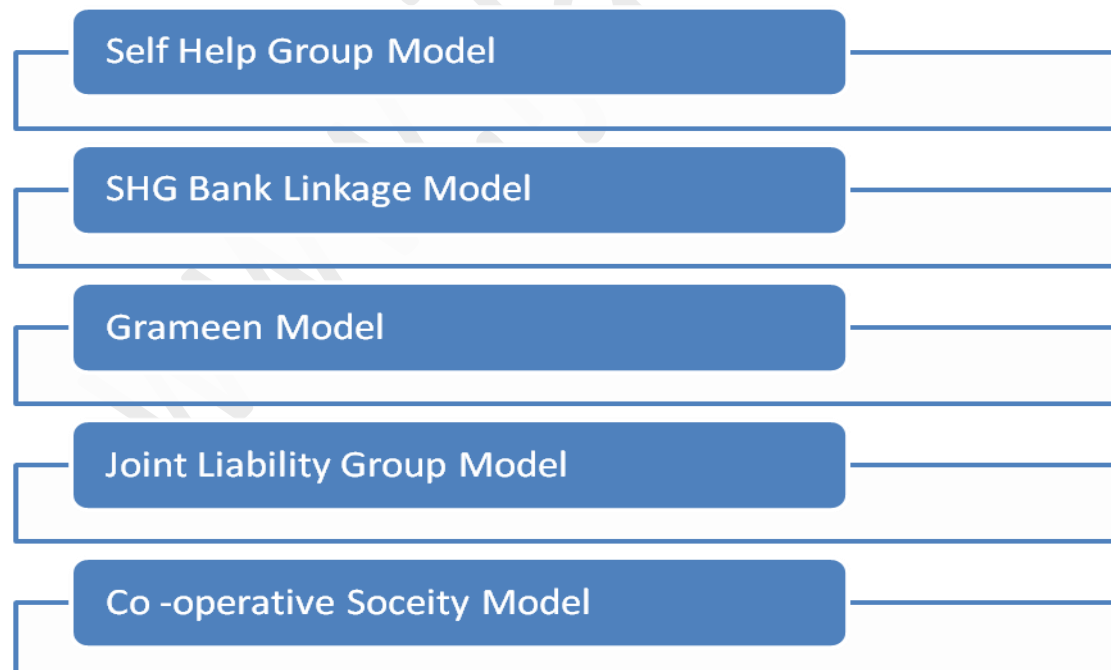 Self Help Group Model
SHG Bank Linkage Model
Grameen Model
Joint Liability Group Model
Co -operative Soceity Model